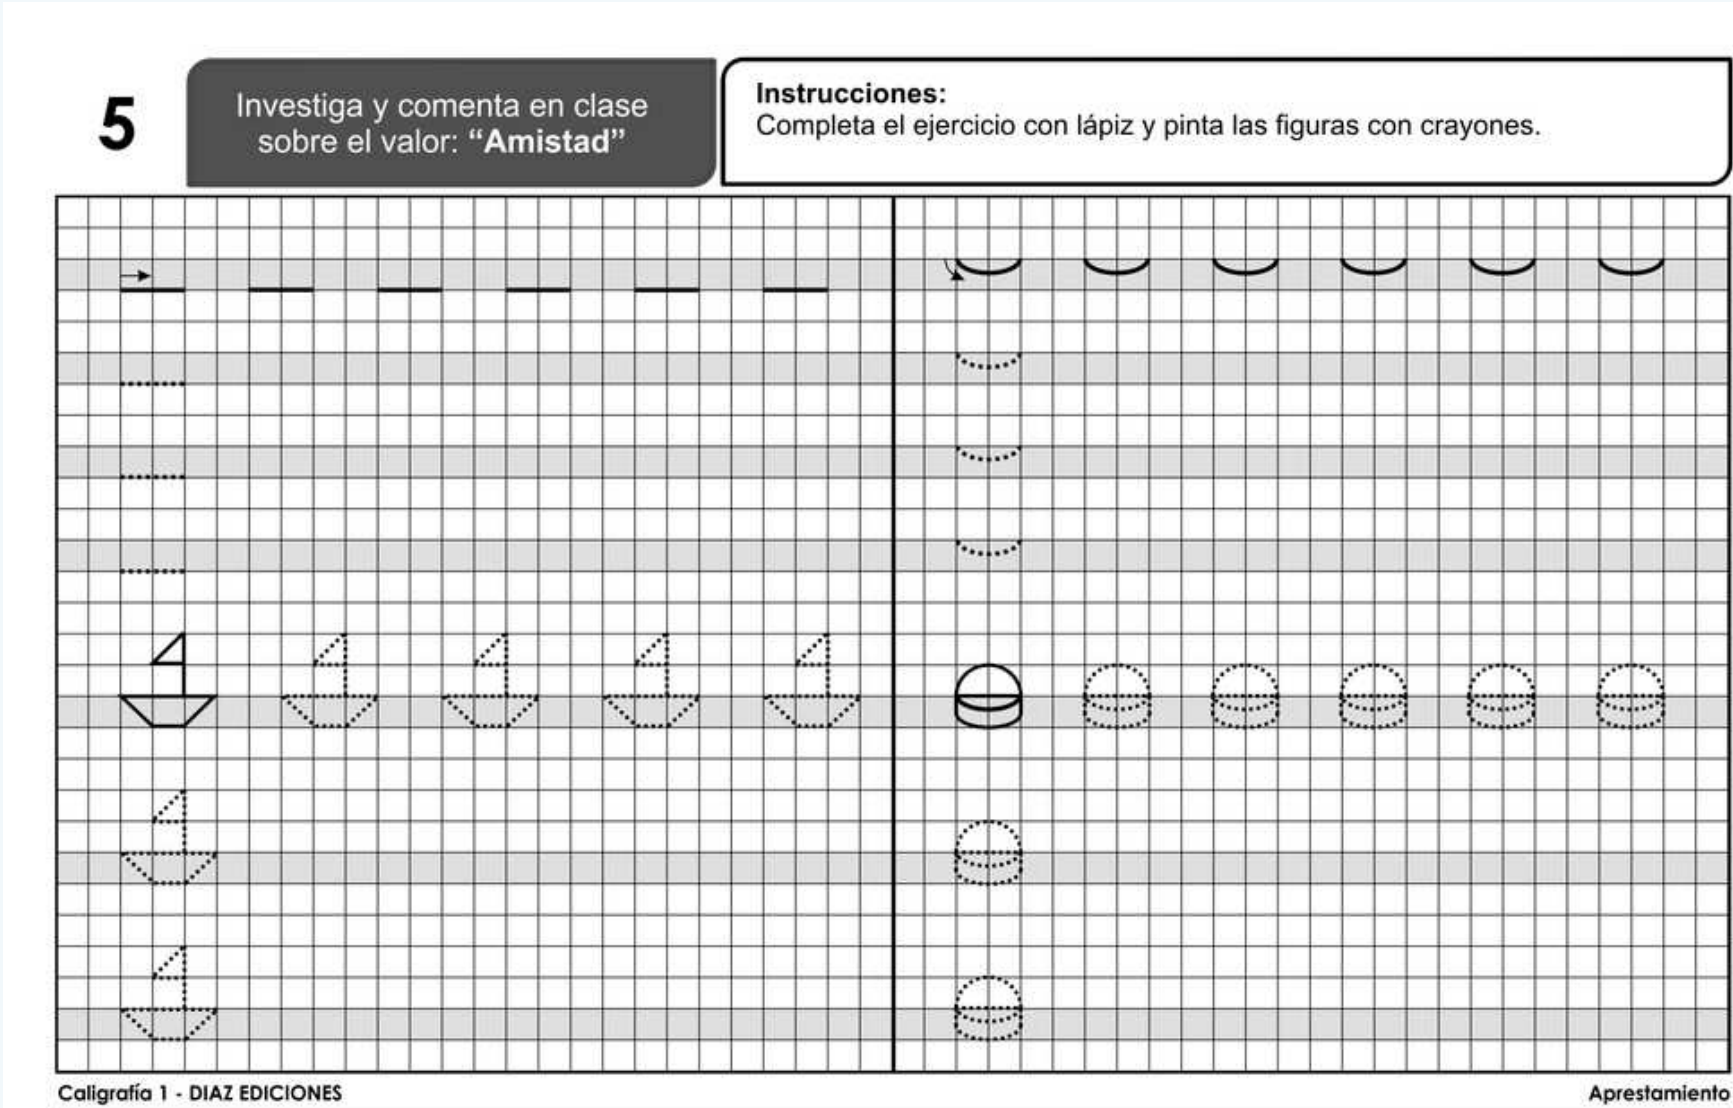 5
Investiga y comenta en clase
sobre el valor: “Amistad”
Instrucciones:
Completa el ejercicio con lápiz y pinta las figuras con crayones.
Caligrafía 1 - DIAZ EDICIONES
Aprestamiento